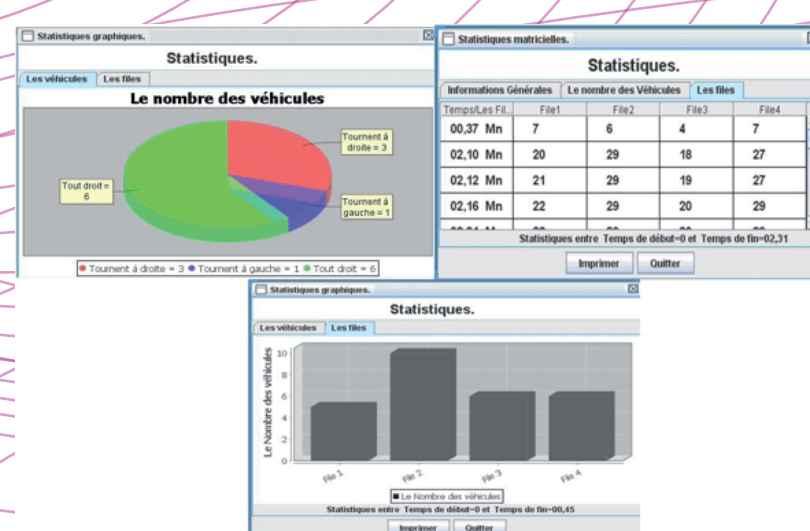 Statistiques graphiques.
Statistiques.
Les véhicules Les files
Le nombre des véhicules
Tournent à
droite = 3
Tout droit =
6
Tournent à
gauche = 1
Tournent à droite = 3 Tournent à gauche = 1 Tout droit = 6
Statistiques matricielles.
Statistiques.
Informations Générales Le nombre des Véhicules Les files
Temps/Les Fil... File1 File2 File3 File4
00,37 Mn 7 6 4 7
02,10 Mn 20 29 18 27
02,12 Mn 21 29 19 27
02,16 Mn 22 29 20 29
Statistiques entre Temps de début=0 et Temps de fin=02,31
Imprimer Quitter
Statistiques graphiques.
Statistiques.
Les véhicules Les files
Le Nombre des véhicules
10
8
6
4
2
0
File 1 File 2 File 3 File 4
Le Nombre des véhicules
Statistiques entre Temps de début=0 et Temps de fin=00,45
Imprimer Quitter